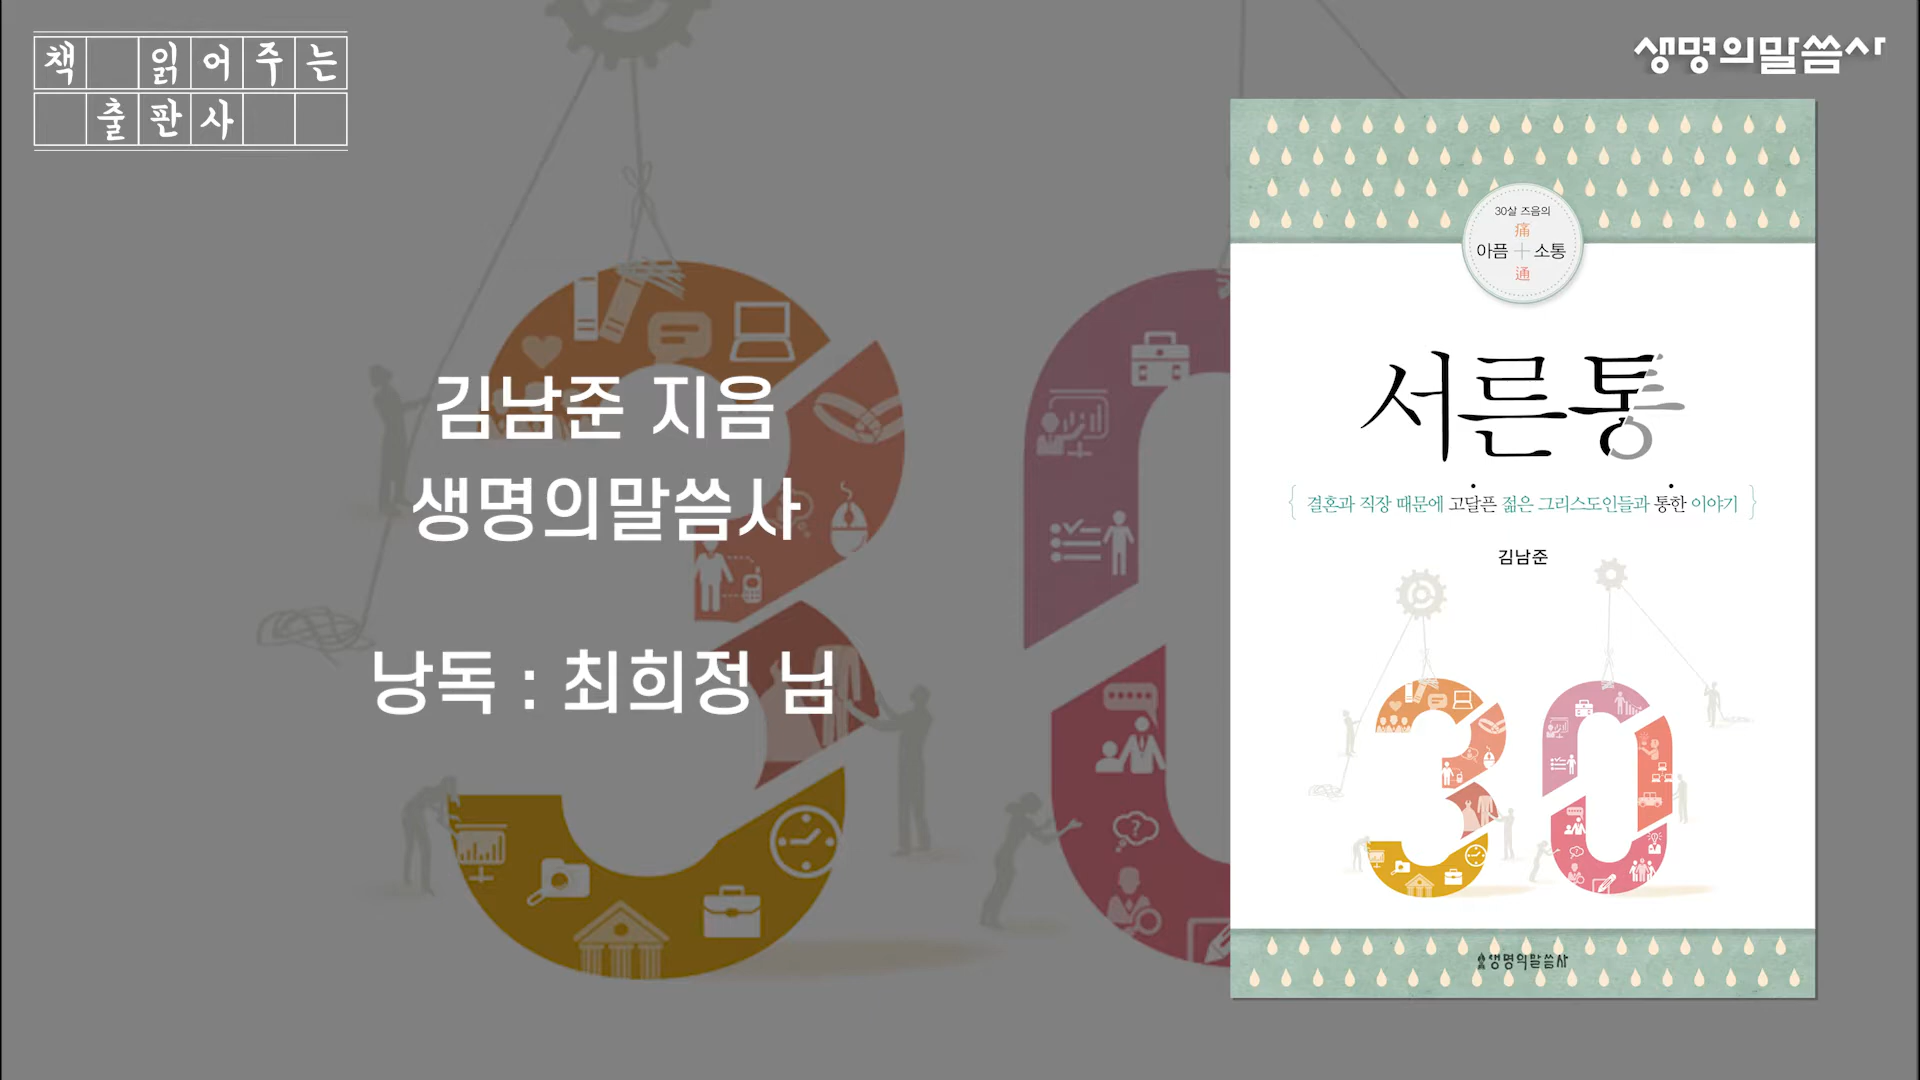 책 읽어주는
출판사
생명의말씀사
김남준 지음
생명의말씀사
낭독 : 최희정 님
30살 즈음의
痛
아픔 + 소통
通
서른통
{ 결혼과 직장 때문에 고달픈 젊은 그리스도인들과 통한 이야기 }
김남준
30
생명의말씀사